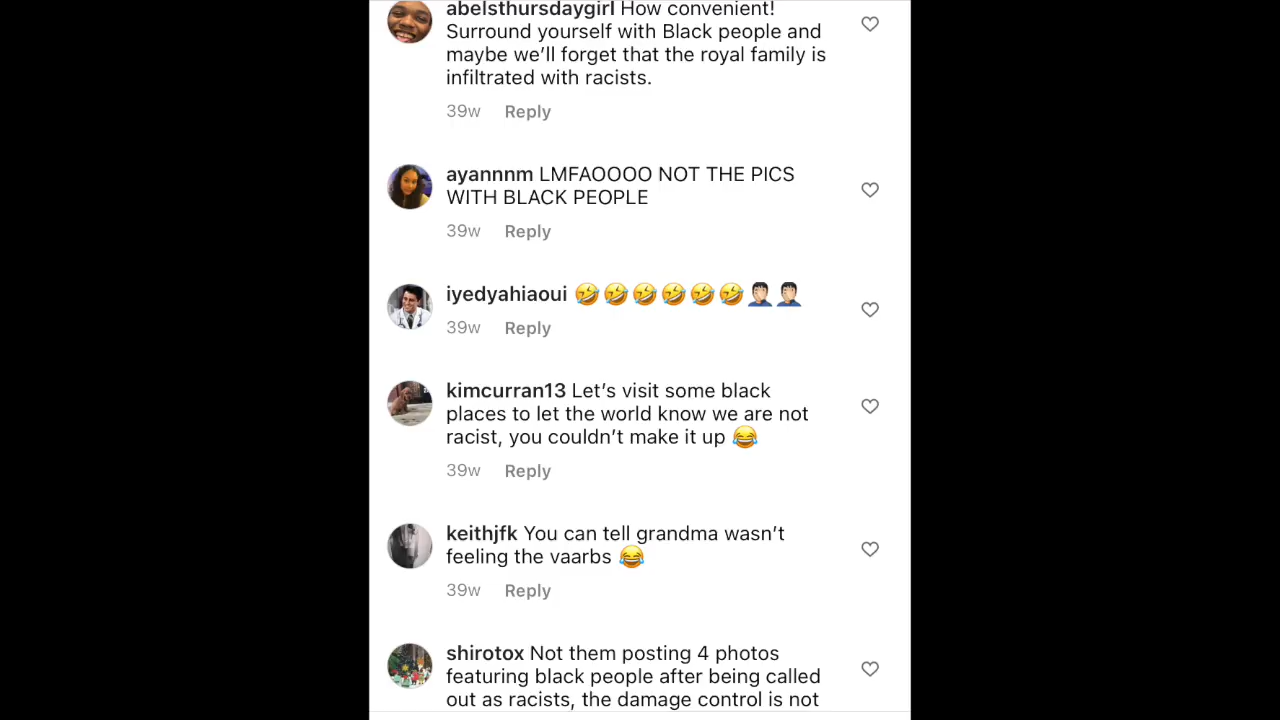 abelsthursdaygirl How convenient!
Surround yourself with Black people and
maybe we’ll forget that the royal family is
infiltrated with racists.
39w Reply
ayannnm LMFAOOOO NOT THE PICS
WITH BLACK PEOPLE
39w Reply
iyedyahiaoui 🤣🤣🤣🤣🤣🤣🤦🏻‍♂️🤦🏻‍♂️
39w Reply
kimcurran13 Let’s visit some black
places to let the world know we are not
racist, you couldn’t make it up 😂
39w Reply
keithjfk You can tell grandma wasn’t
feeling the vaarbs 😂
39w Reply
shirotox Not them posting 4 photos
featuring black people after being called
out as racists, the damage control is not